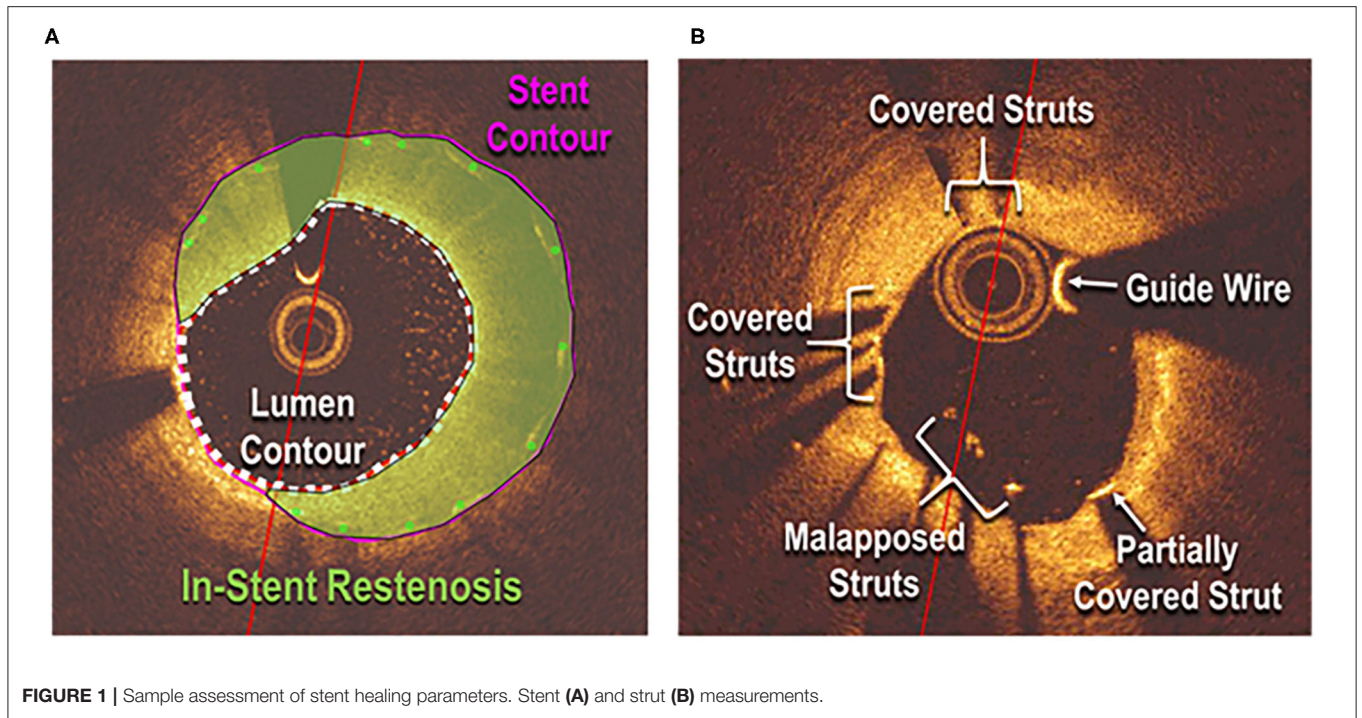 A
Stent
Contour
Lumen
Contour
In-Stent Restenosis
B
Covered Struts
Guide Wire
Covered
Struts
Malapposed
Struts
Partially
Covered Strut
FIGURE 1 | Sample assessment of stent healing parameters. Stent (A) and strut (B) measurements.